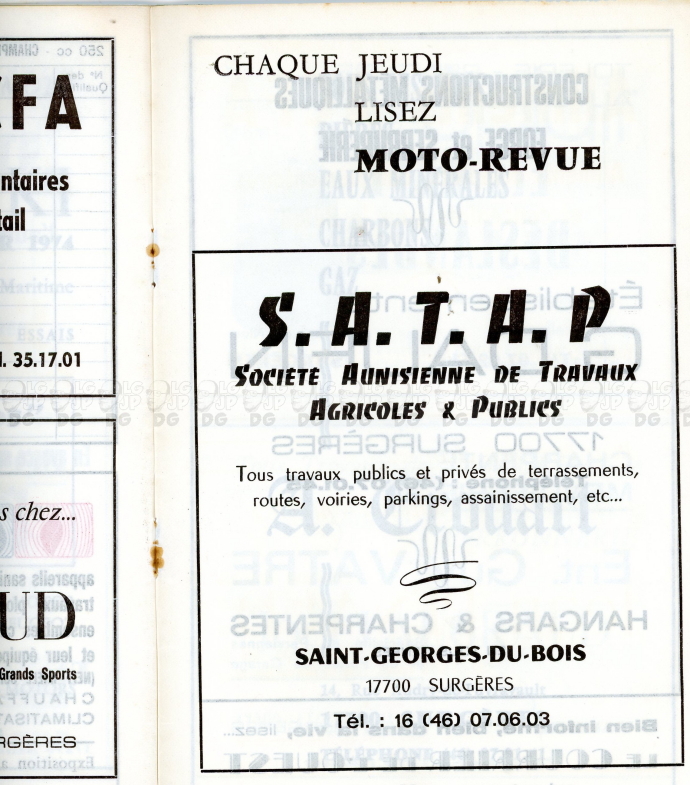 FA
ntaires
tail
l. 35.17.01
s chez...
UD
Grands Sports
RGÈRES
CHAQUE JEUDI
LISEZ
MOTO-REVUE
S. A. T. A. P
SOCIÉTÉ AUNISIENNE DE TRAVAUX
AGRICOLES & PUBLICS
Tous travaux publics et privés de terrassements,
routes, voiries, parkings, assainissement, etc...
SAINT-GEORGES-DU-BOIS
17700 SURGÈRES
Tél. : 16 (46) 07.06.03